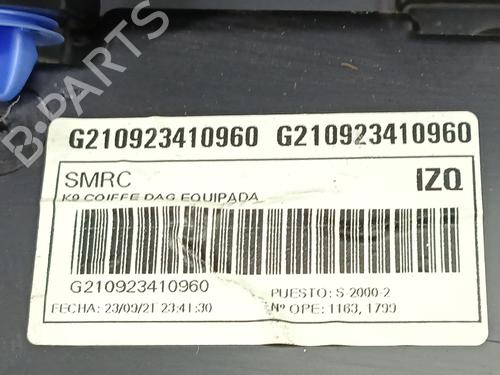 G210923410960 G210923410960
SMRC
IZQ
K9 COIFFE DAG EQUIPADA
G210923410960
PUESTO: S-2000-2
FECHA: 23/09/21 23:41:30
Nº OPE: 1163, 1799
B-PARTS